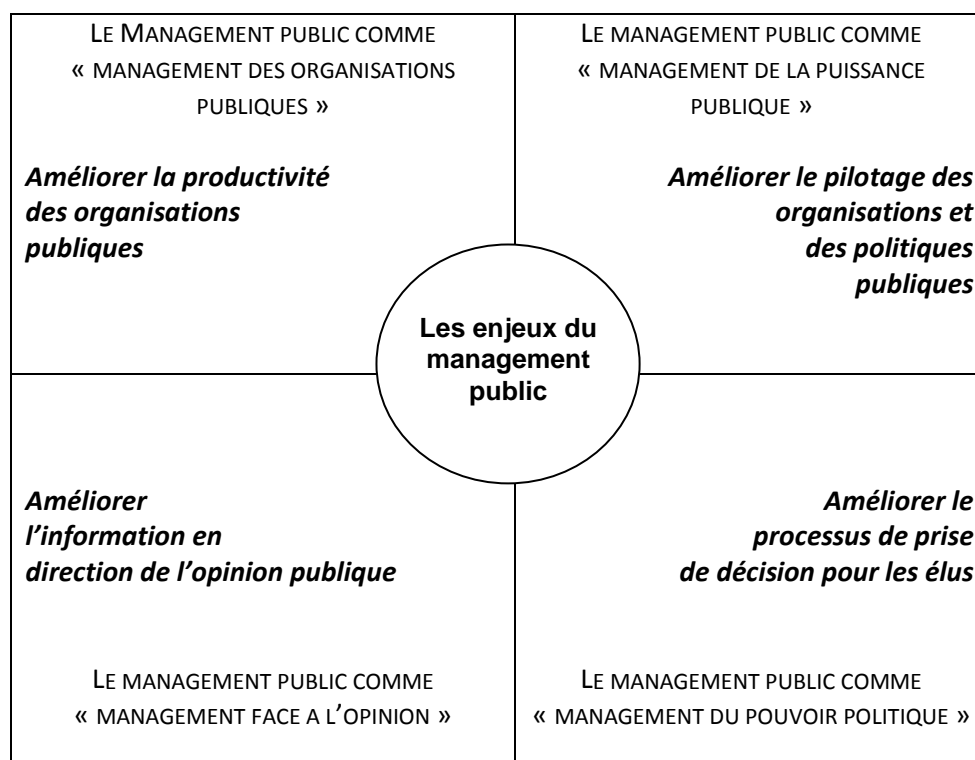 LE MANAGEMENT PUBLIC COMME
« MANAGEMENT DES ORGANISATIONS
PUBLIQUES »
Améliorer la productivité
des organisations
publiques
LE MANAGEMENT PUBLIC COMME
« MANAGEMENT DE LA PUISSANCE
PUBLIQUE »
Améliorer le pilotage des
organisations et
des politiques
publiques
Les enjeux du
management
public
Améliorer
l’information en
direction de l’opinion publique
LE MANAGEMENT PUBLIC COMME
« MANAGEMENT FACE A L’OPINION »
Améliorer le
processus de prise
de décision pour les élus
LE MANAGEMENT PUBLIC COMME
« MANAGEMENT DU POUVOIR POLITIQUE »